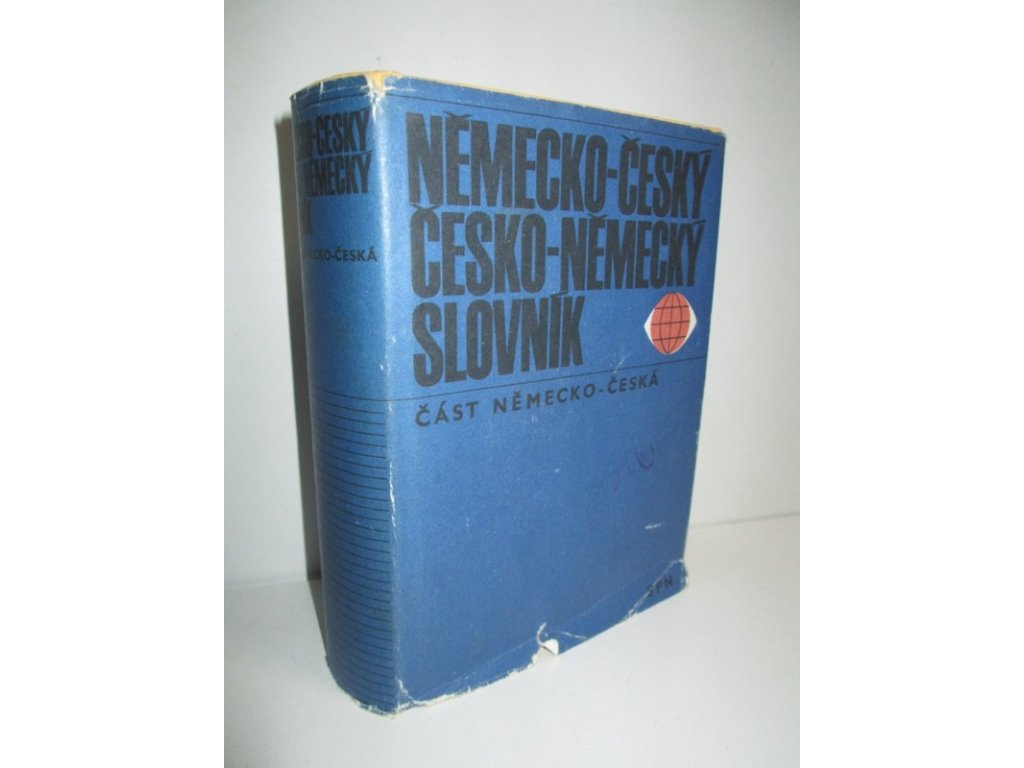 NĚMECKO-ČESKÝ
ČESKO-NĚMECKÝ
SLOVNÍK
ČÁST NĚMECKO-ČESKÁ
SPN